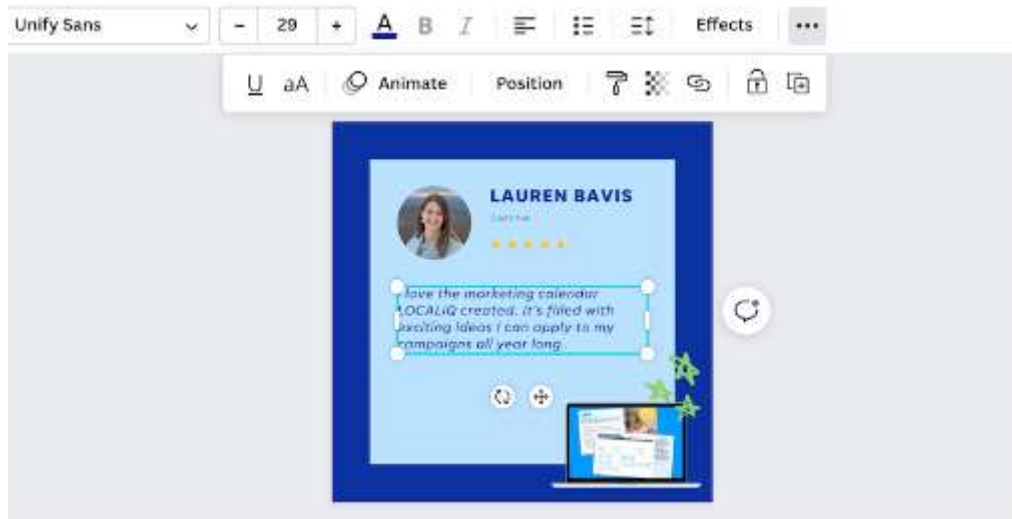 Unify Sans
- 29 + A B I Effects ...
U aA Animate Position
LAUREN BAVIS
I love the marketing calendar
LOCALiQ created. It's filled with
exciting ideas I can apply to my
campaigns all year long.